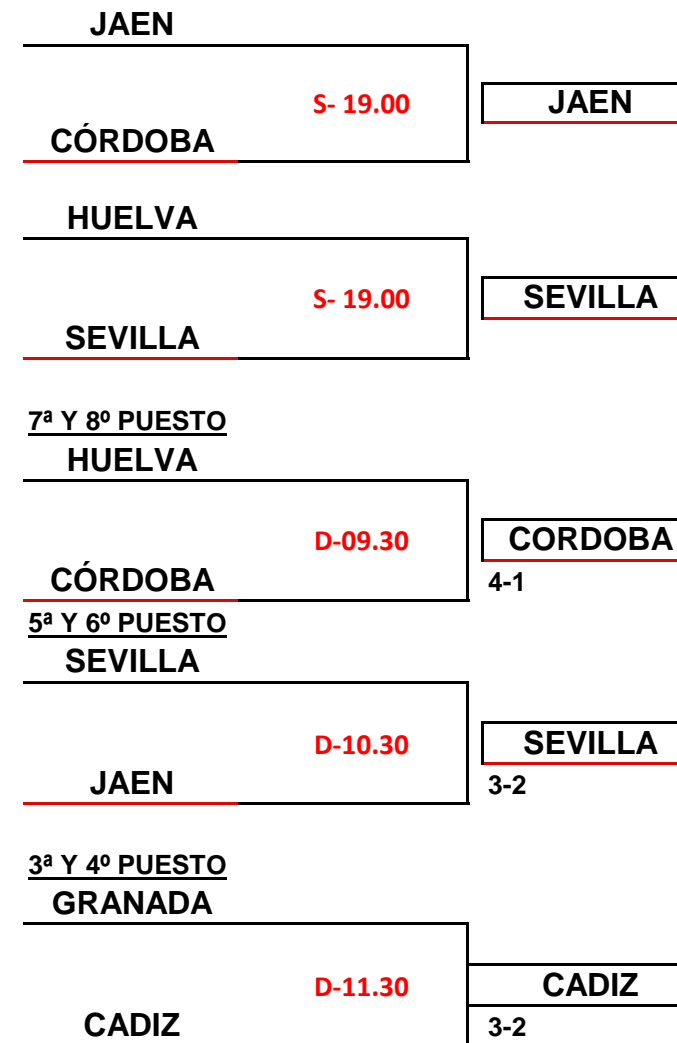 JAEN
S- 19.00
JAEN
CÓRDOBA
HUELVA
S- 19.00
SEVILLA
SEVILLA
7ª Y 8º PUESTO
HUELVA
D-09.30
CORDOBA
CÓRDOBA
4-1
5ª Y 6º PUESTO
SEVILLA
D-10.30
SEVILLA
JAEN
3-2
3ª Y 4º PUESTO
GRANADA
D-11.30
CADIZ
CADIZ
3-2